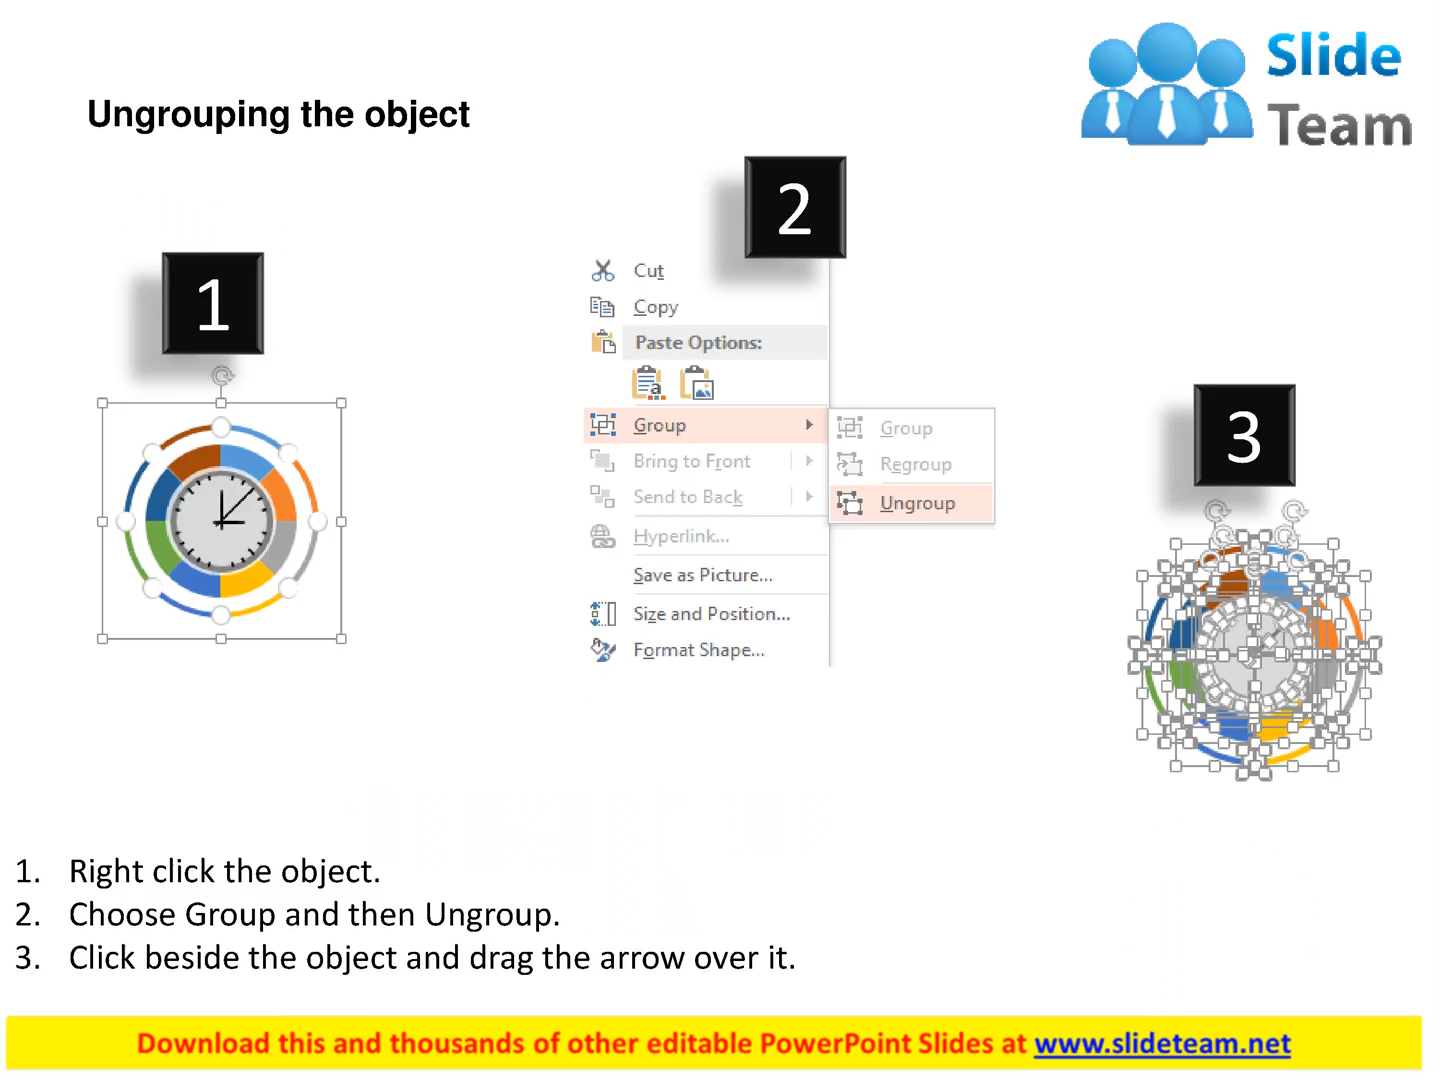 Slide
Team
Ungrouping the object
1
2
3
Cut
Copy
Paste Options:
Group
Bring to Front
Send to Back
Hyperlink...
Save as Picture...
Size and Position...
Format Shape...
Group
Regroup
Ungroup
1. Right click the object.
2. Choose Group and then Ungroup.
3. Click beside the object and drag the arrow over it.
Download this and thousands of other editable PowerPoint Slides at www.slideteam.net